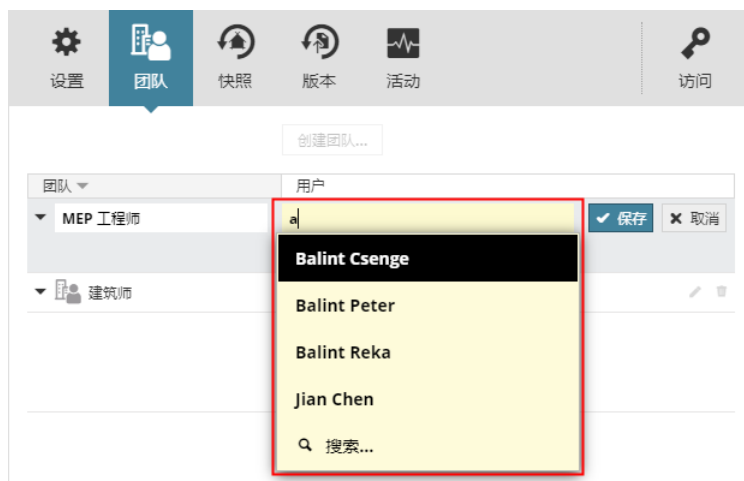 设置 团队 快照 版本 活动 访问
创建团队...
团队 用户
MEP 工程师 a 保存 取消
Balint Csenge
建筑师
Balint Peter
Balint Reka
Jian Chen
搜索...